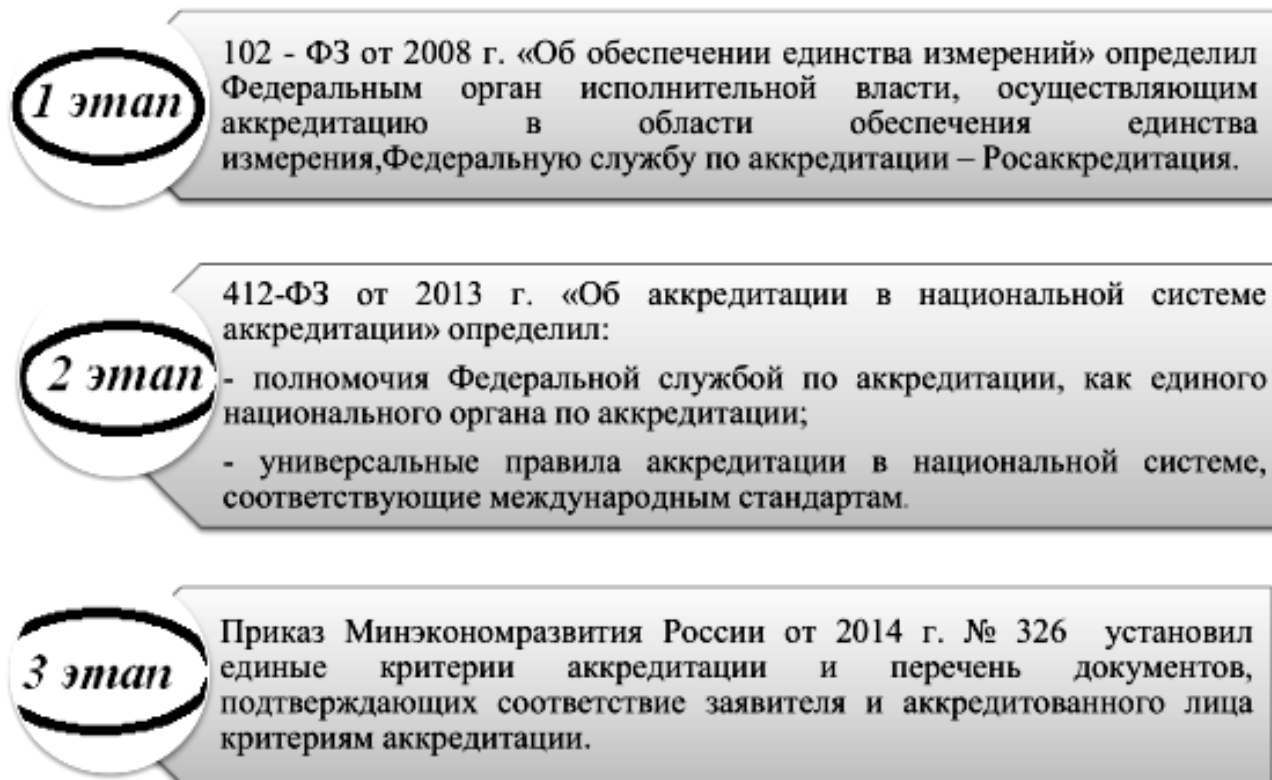 1 этап
102 - ФЗ от 2008 г. «Об обеспечении единства измерений» определил
Федеральным орган исполнительной власти, осуществляющим
аккредитацию в области обеспечения единства
измерения,Федеральную службу по аккредитации – Росаккредитация.
2 этап
412-ФЗ от 2013 г. «Об аккредитации в национальной системе
аккредитации» определил:
- полномочия Федеральной службой по аккредитации, как единого
национального органа по аккредитации;
- универсальные правила аккредитации в национальной системе,
соответствующие международным стандартам.
3 этап
Приказ Минэкономразвития России от 2014 г. № 326 установил
единые критерии аккредитации и перечень документов,
подтверждающих соответствие заявителя и аккредитованного лица
критериям аккредитации.